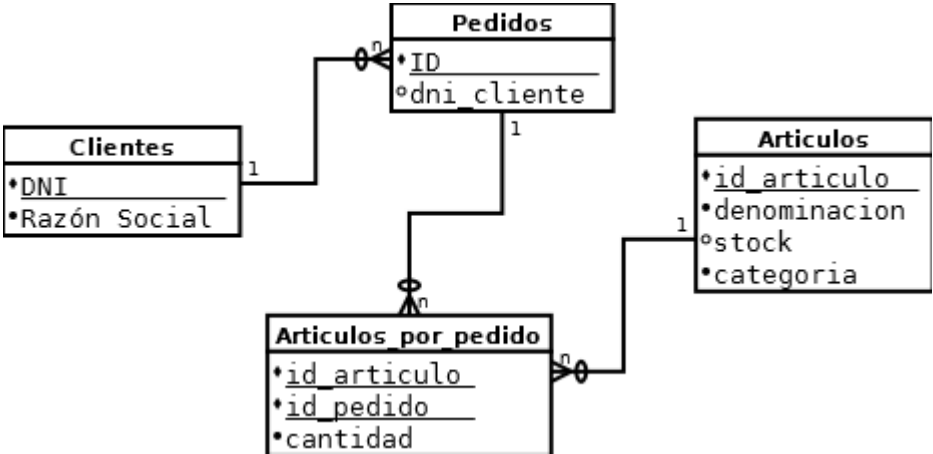 Pedidos
ID
dni_cliente
n
1
Clientes
DNI
Razón Social
1
Articulos
id_articulo
denominacion
stock
categoria
1
Articulos_por_pedido
id_articulo
id_pedido
cantidad
n
n